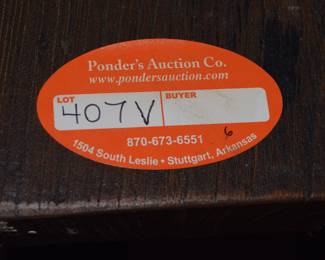 Ponder's Auction Co.
www.pondersauction.com
LOT BUYER
407V
870-673-6551
6
1504 South Leslie • Stuttgart, Arkansas